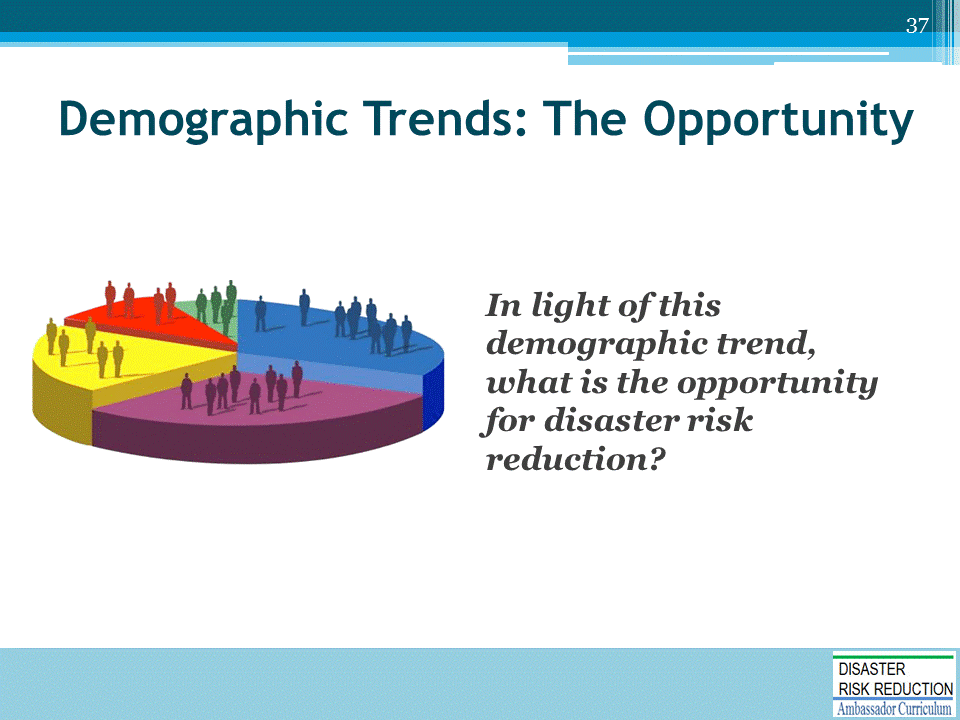 37
Demographic Trends: The Opportunity
In light of this
demographic trend,
what is the opportunity
for disaster risk
reduction?
DISASTER
RISK REDUCTION
Ambassador Curriculum